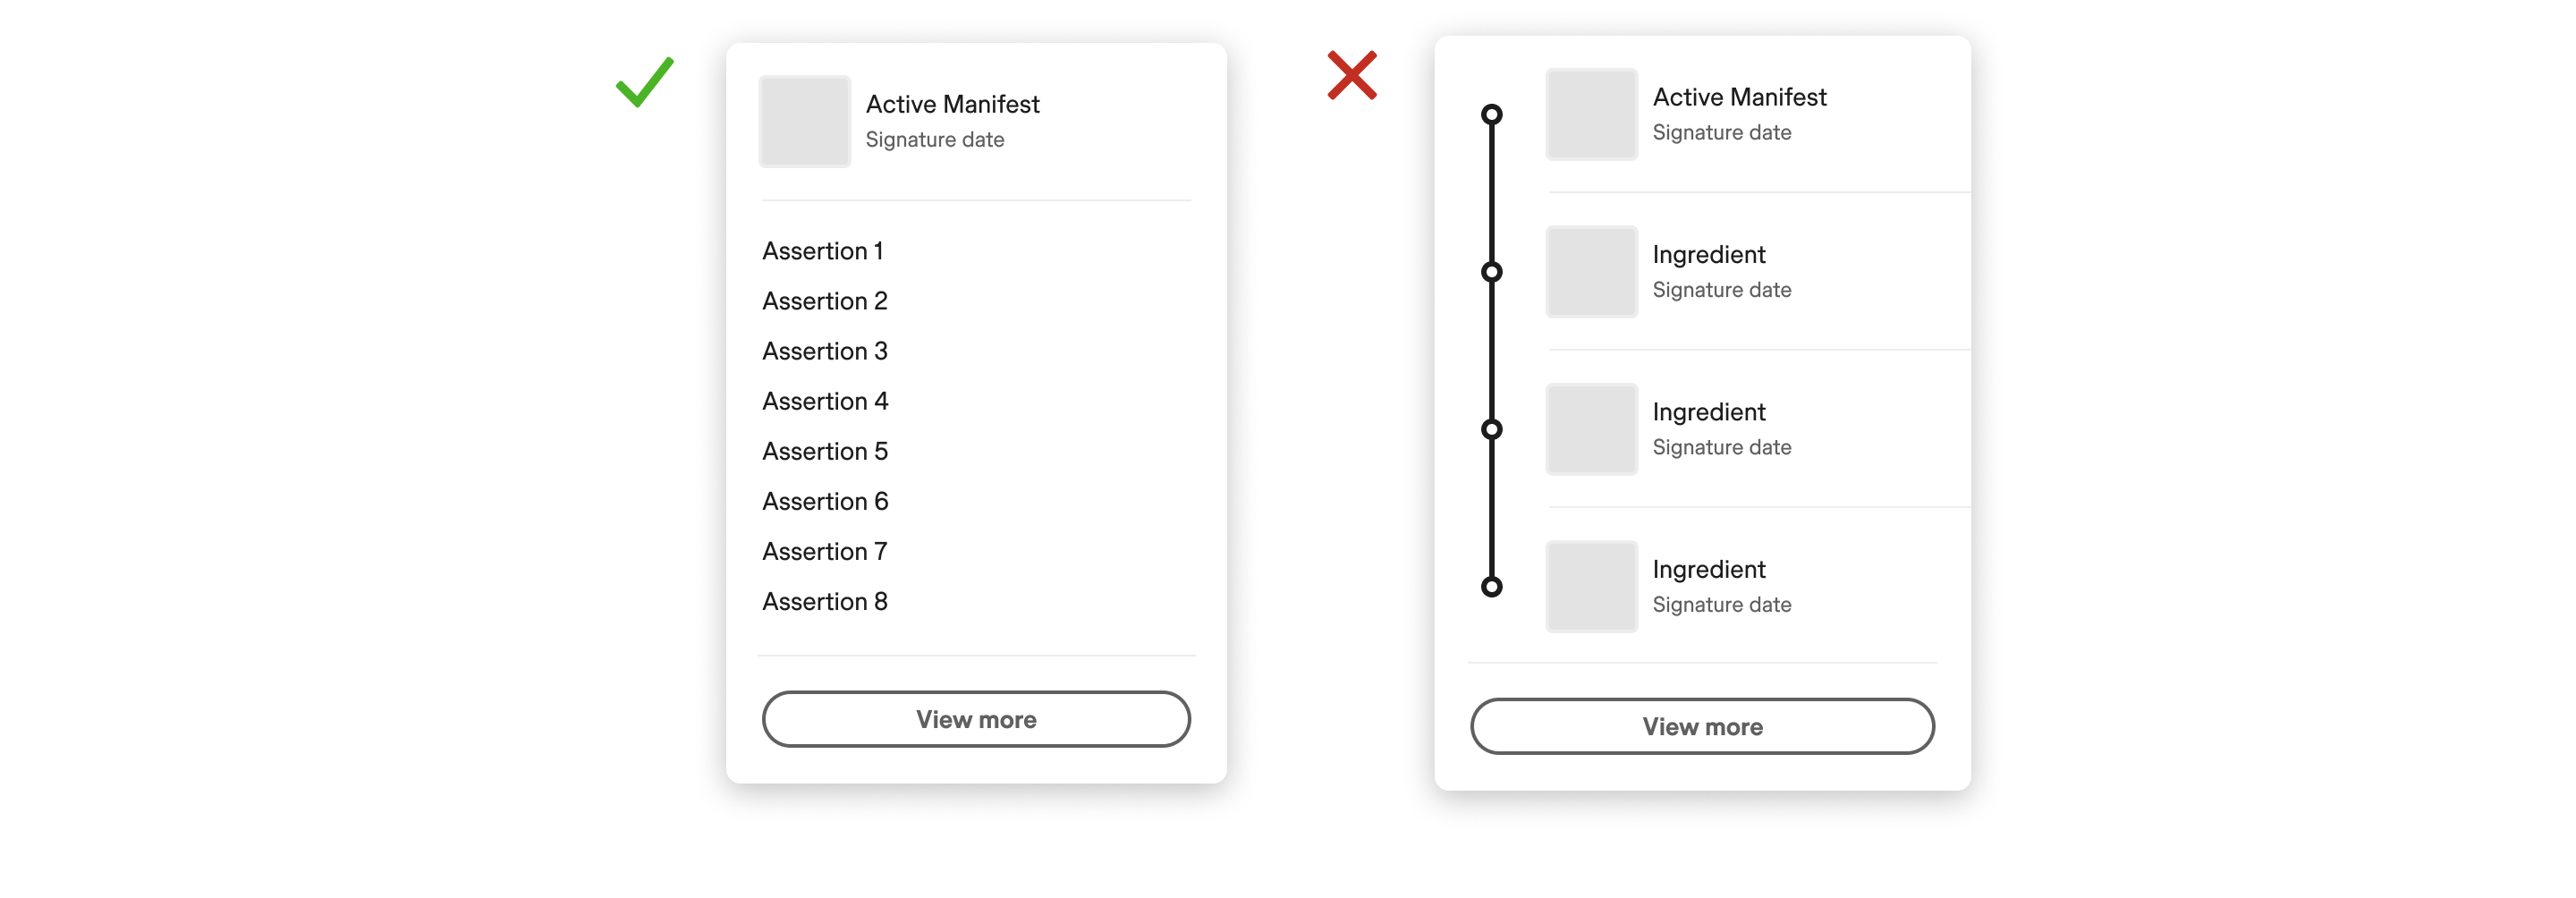 Active Manifest
Signature date
Assertion 1
Assertion 2
Assertion 3
Assertion 4
Assertion 5
Assertion 6
Assertion 7
Assertion 8
View more
Active Manifest
Signature date
Ingredient
Signature date
Ingredient
Signature date
Ingredient
Signature date
View more